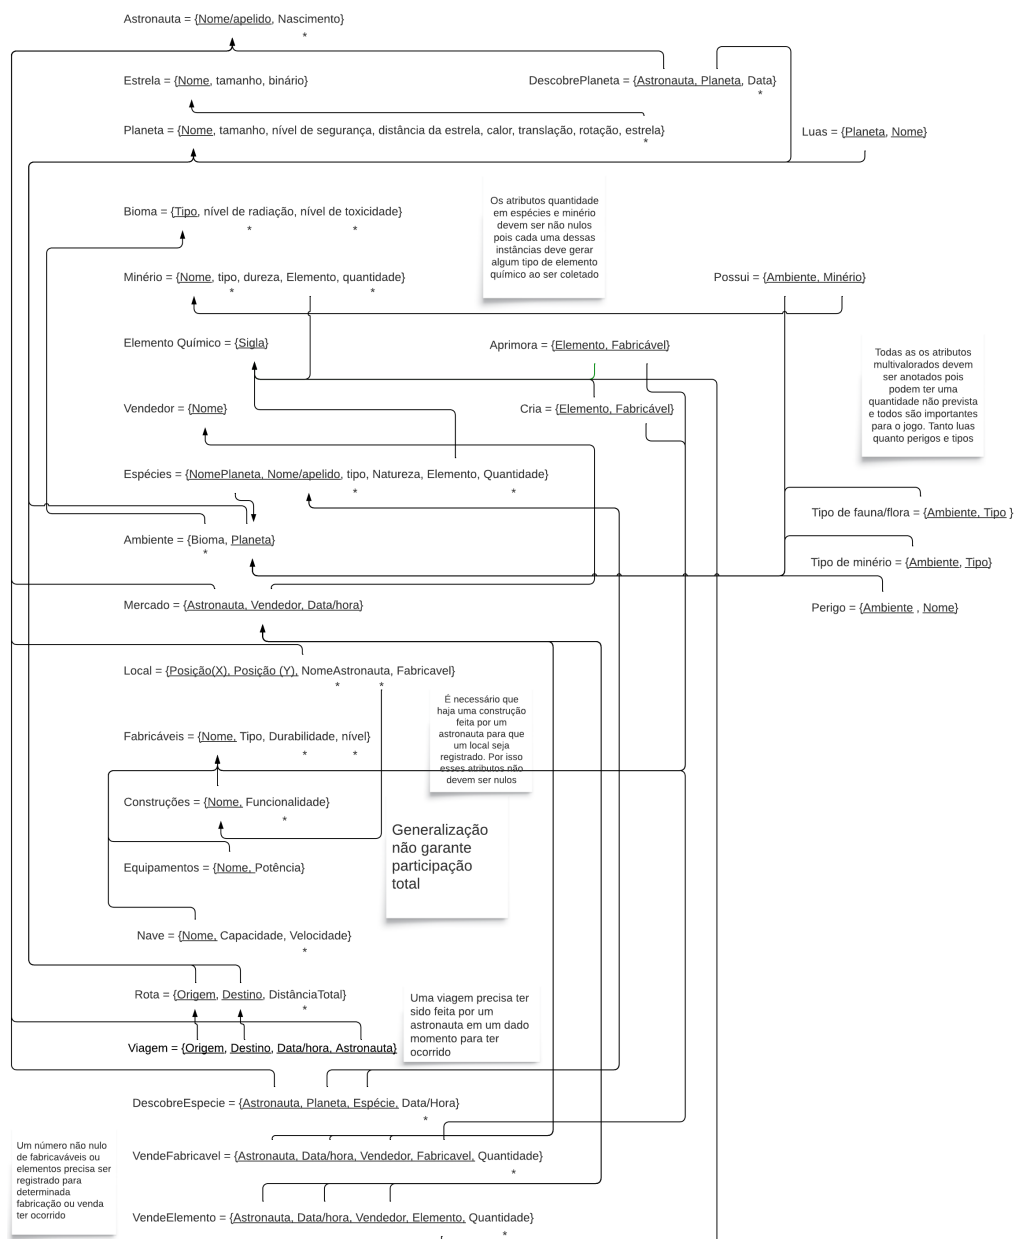 Astronauta = {Nome/apelido, Nascimento}
*
Estrela = {Nome, tamanho, binário}
DescobrePlaneta = {Astronauta, Planeta, Data}
*
Planeta = {Nome, tamanho, nível de segurança, distância da estrela, calor, translação, rotação, estrela}
*
Luas = {Planeta, Nome}
Bioma = {Tipo, nível de radiação, nível de toxicidade}
* *
Os atributos quantidade
em espécies e minério
devem ser não nulos
pois cada uma dessas
instâncias deve gerar
algum tipo de elemento
químico ao ser coletado
Minério = {Nome, tipo, dureza, Elemento, quantidade}
* *
Possui = {Ambiente, Minério}
Elemento Químico = {Sigla}
Aprimora = {Elemento, Fabricável}
Todas as os atributos
multivalorados devem
ser anotados pois
podem ter uma
quantidade não prevista
e todos são importantes
para o jogo. Tanto luas
quanto perigos e tipos
Vendedor = {Nome}
Cria = {Elemento, Fabricável}
Espécies = {NomePlaneta, Nome/apelido, tipo, Natureza, Elemento, Quantidade}
* *
Tipo de fauna/flora = {Ambiente, Tipo }
Ambiente = {Bioma, Planeta}
*
Tipo de minério = {Ambiente, Tipo}
Mercado = {Astronauta, Vendedor, Data/hora}
Perigo = {Ambiente , Nome}
Local = {Posição(X), Posição (Y), NomeAstronauta, Fabricavel}
* *
É necessário que
haja uma construção
feita por um
astronauta para que
um local seja
registrado. Por isso
esses atributos não
devem ser nulos
Fabricáveis = {Nome, Tipo, Durabilidade, nível}
* *
Construções = {Nome, Funcionalidade}
*
Generalização
não garante
participação
total
Equipamentos = {Nome, Potência}
Nave = {Nome, Capacidade, Velocidade}
*
Rota = {Origem, Destino, DistânciaTotal}
*
Uma viagem precisa ter
sido feita por um
astronauta em um dado
momento para ter
ocorrido
Viagem = {Origem, Destino, Data/hora, Astronauta}
DescobreEspecie = {Astronauta, Planeta, Espécie, Data/Hora}
*
Um número não nulo
de fabricaváveis ou
elementos precisa ser
registrado para
determinada
fabricação ou venda
ter ocorrido
VendeFabricavel = {Astronauta, Data/hora, Vendedor, Fabricavel, Quantidade}
*
VendeElemento = {Astronauta, Data/hora, Vendedor, Elemento, Quantidade}
*